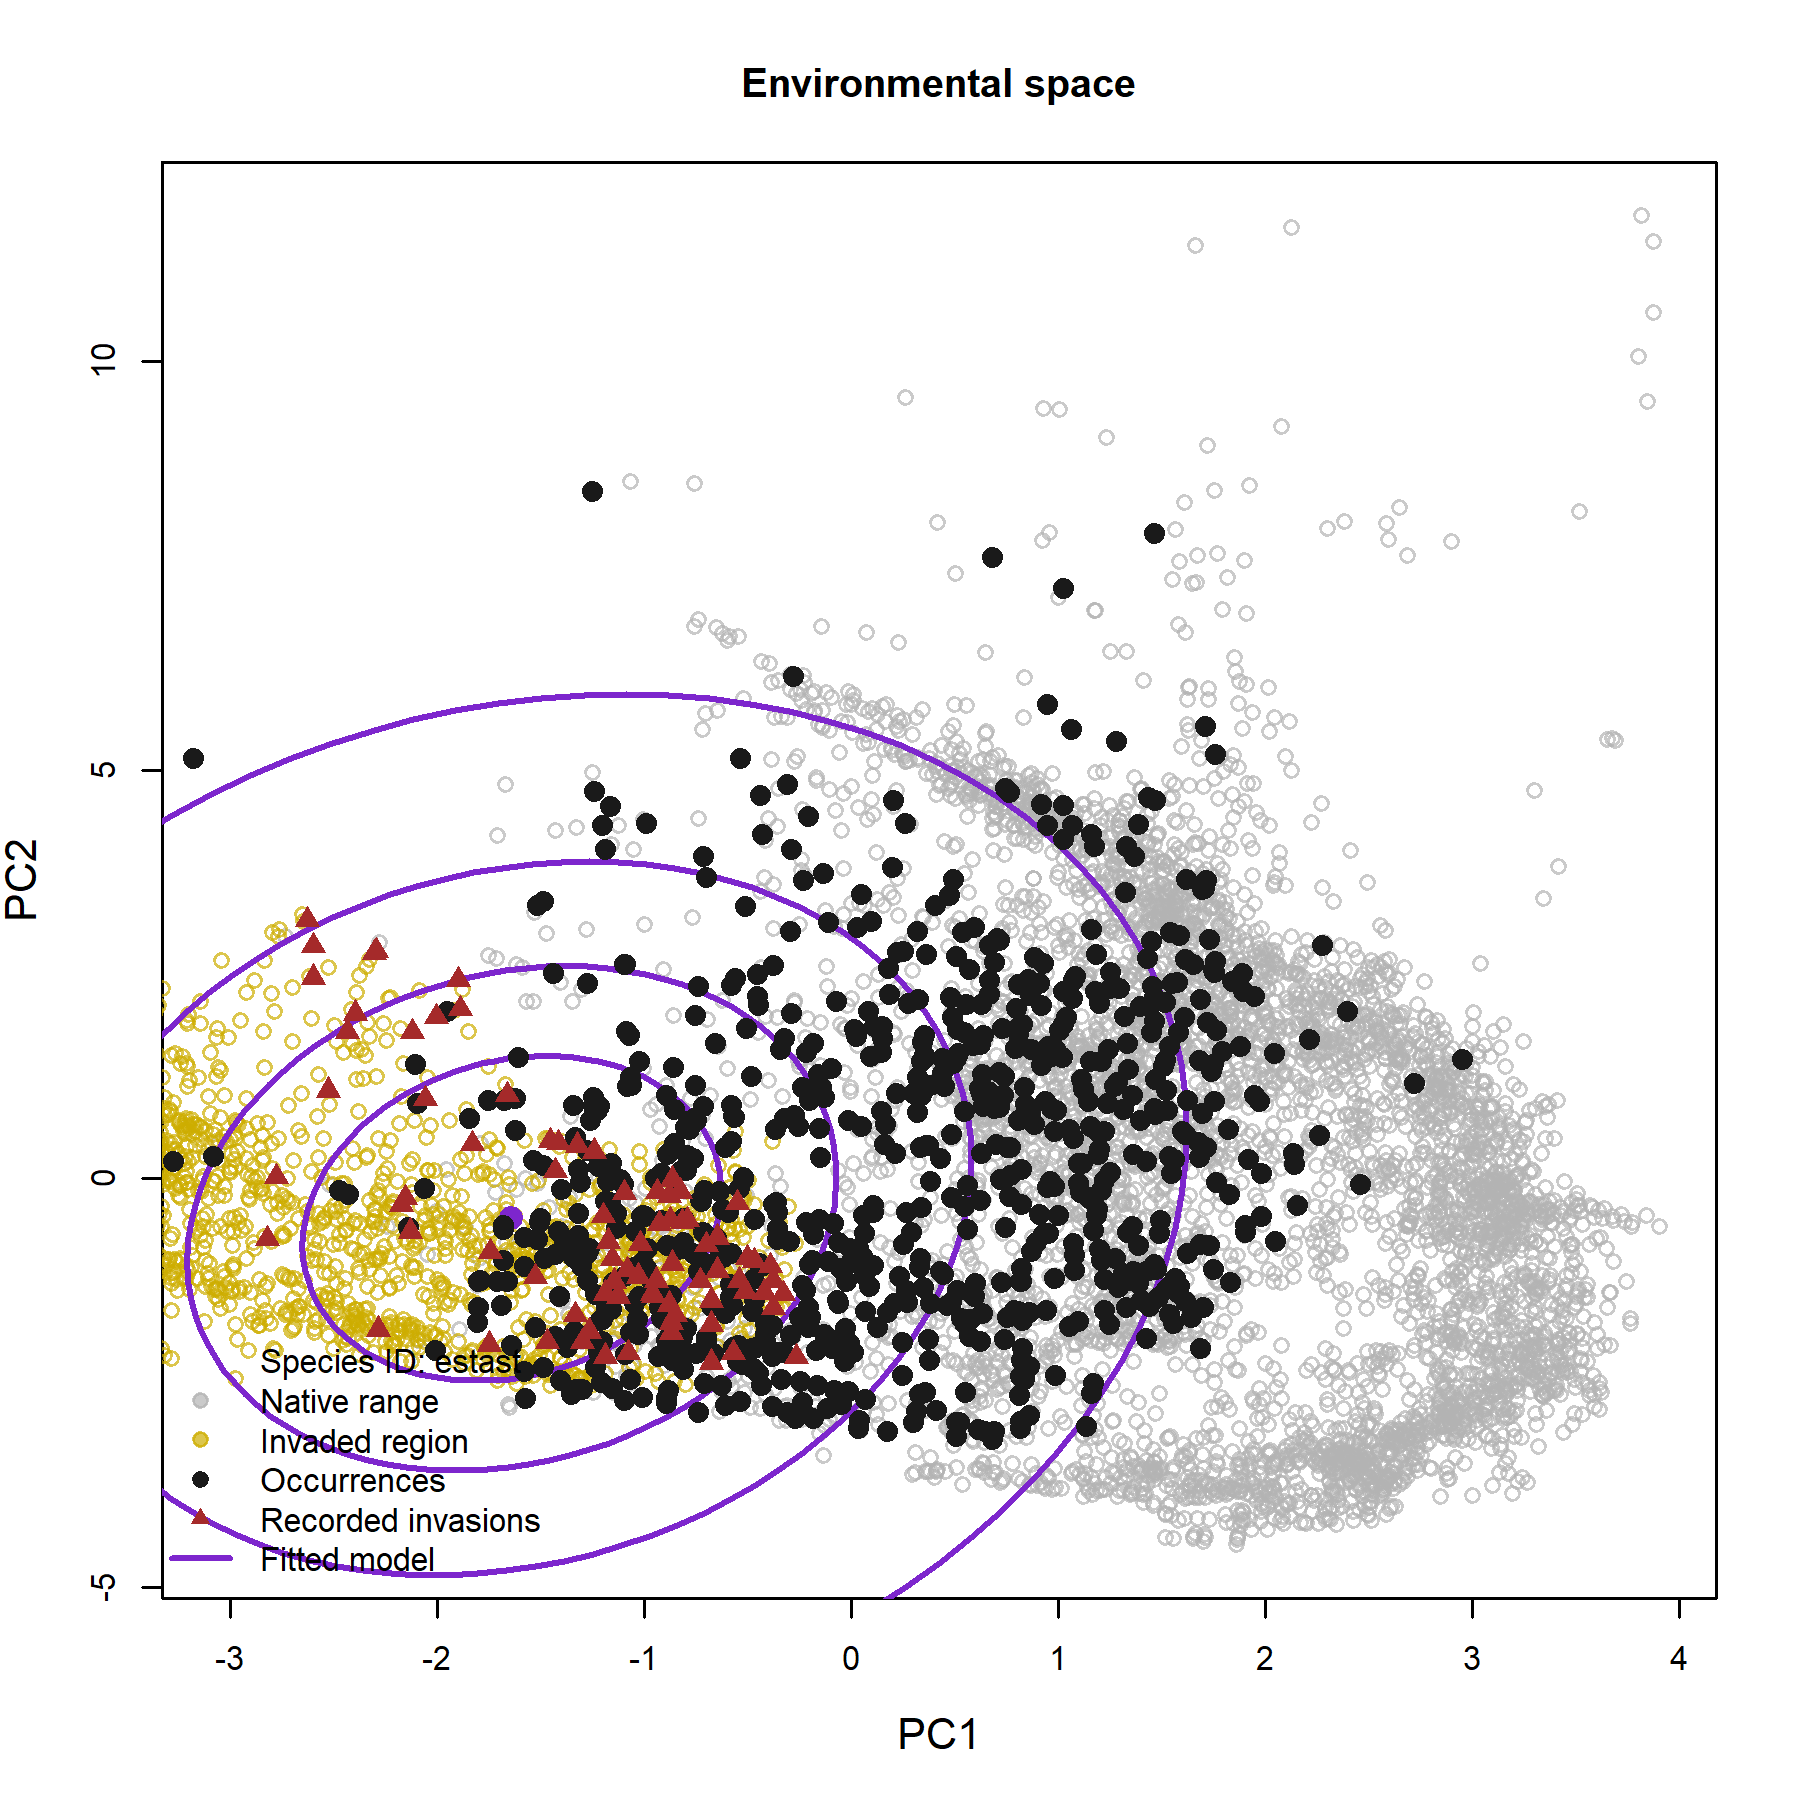 Environmental space
10
5
0
-5
PC2
Species ID: estast
Native range
Invaded region
Occurrences
Recorded invasions
Fitted model
-3 -2 -1 0 1 2 3 4
PC1